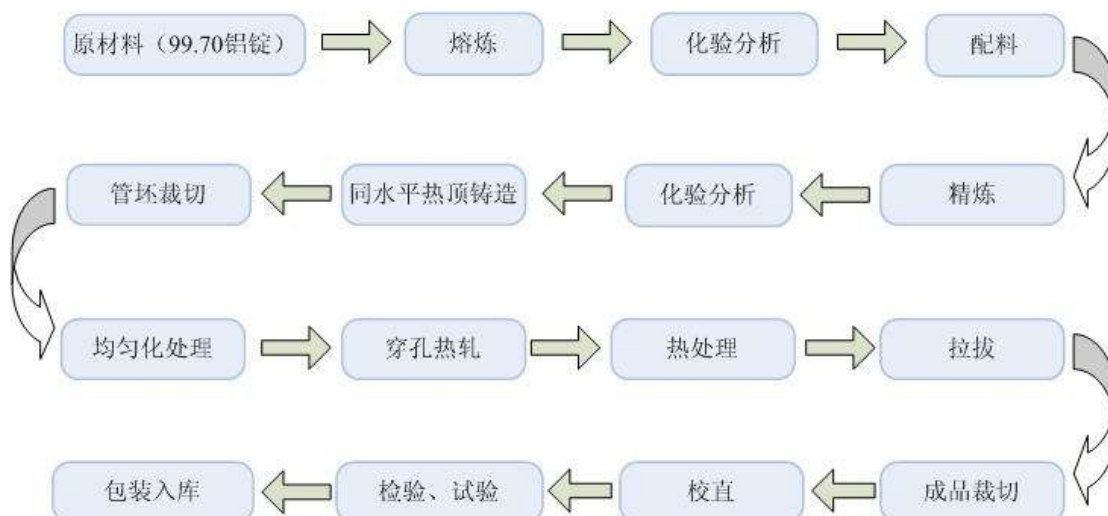 原材料（99.70铝锭）
熔炼
化验分析
配料
精炼
化验分析
同水平热顶铸造
管坯裁切
均匀化处理
穿孔热轧
热处理
拉拔
成品裁切
校直
检验、试验
包装入库